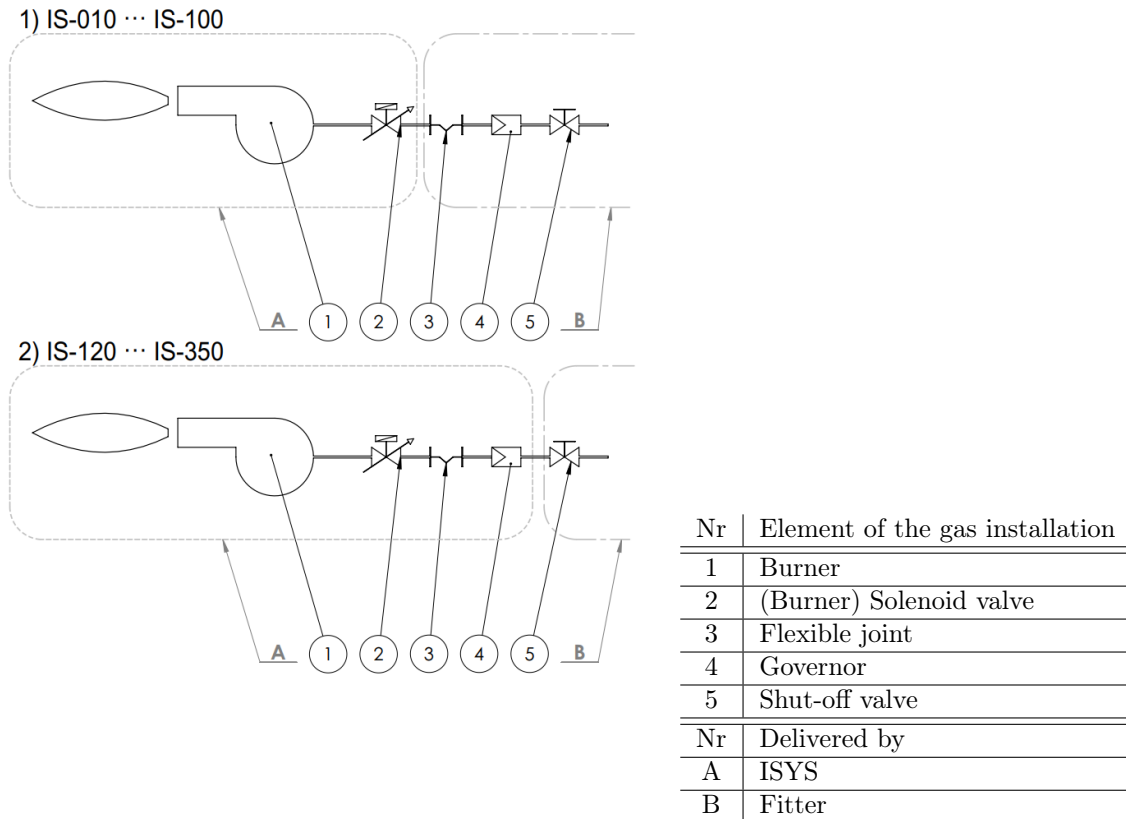 1) IS-010 ··· IS-100
A 1 2 3 4 5 B
2) IS-120 ··· IS-350
A 1 2 3 4 5 B
Nr Element of the gas installation
1 Burner
2 (Burner) Solenoid valve
3 Flexible joint
4 Governor
5 Shut-off valve
Nr Delivered by
A ISYS
B Fitter